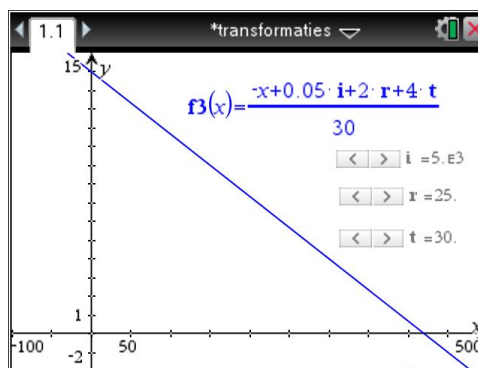 1.1 *transformaties
15 y
f3(x)=-x+0.05·i+2·r+4·t
30
i =5.E3
r =25.
t =30.
1
x
-100 50 500
-2